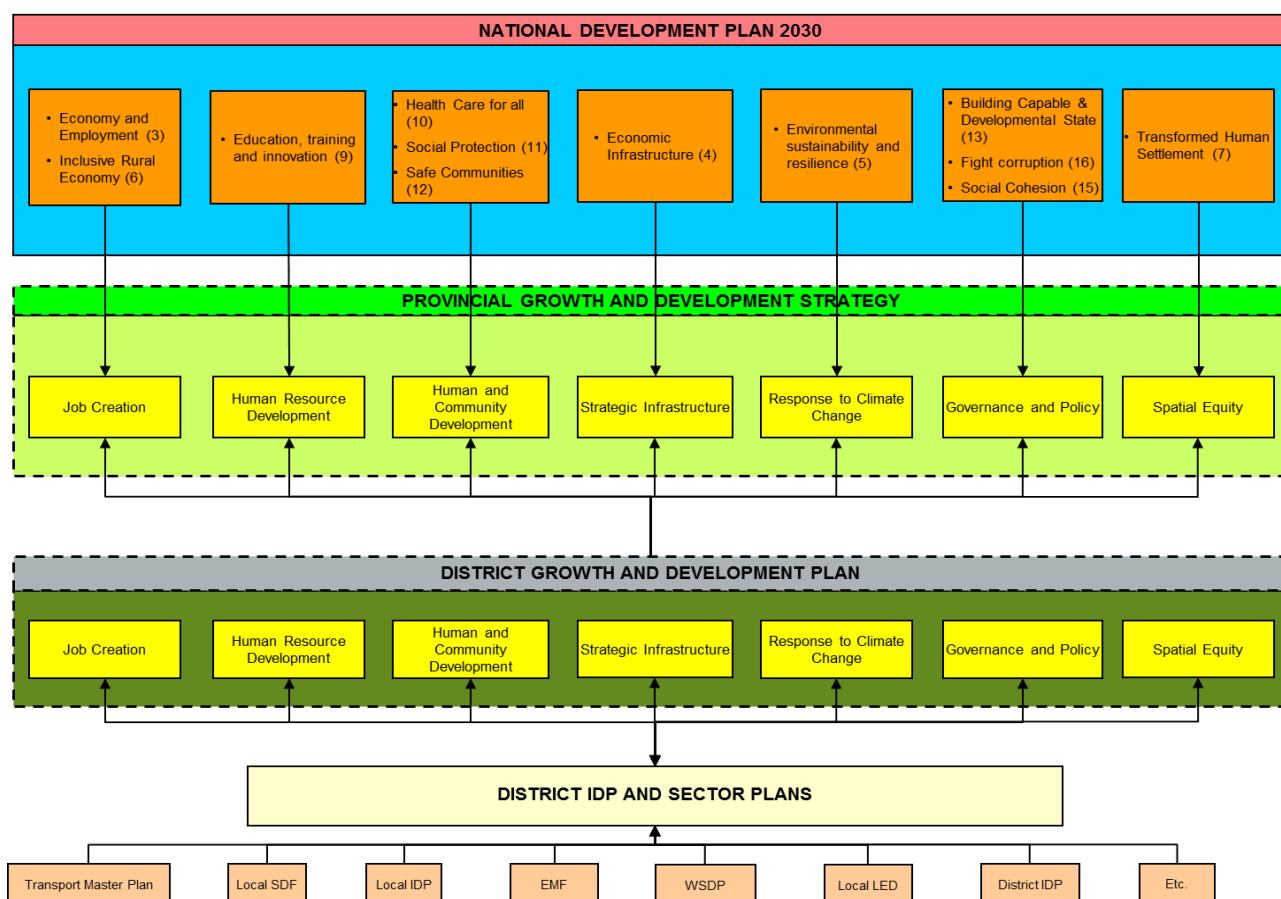 NATIONAL DEVELOPMENT PLAN 2030
• Economy and
Employment (3)
• Inclusive Rural
Economy (6)
• Education, training
and innovation (9)
• Health Care for all
(10)
• Social Protection (11)
• Safe Communities
(12)
• Economic
Infrastructure (4)
• Environmental
sustainability and
resilience (5)
• Building Capable &
Developmental State
(13)
• Fight corruption (16)
• Social Cohesion (15)
• Transformed Human
Settlement (7)
PROVINCIAL GROWTH AND DEVELOPMENT STRATEGY
Job Creation
Human Resource
Development
Human and
Community
Development
Strategic Infrastructure
Response to Climate
Change
Governance and Policy
Spatial Equity
DISTRICT GROWTH AND DEVELOPMENT PLAN
Job Creation
Human Resource
Development
Human and
Community
Development
Strategic Infrastructure
Response to Climate
Change
Governance and Policy
Spatial Equity
DISTRICT IDP AND SECTOR PLANS
Transport Master Plan
Local SDF
Local IDP
EMF
WSDP
Local LED
District IDP
Etc.